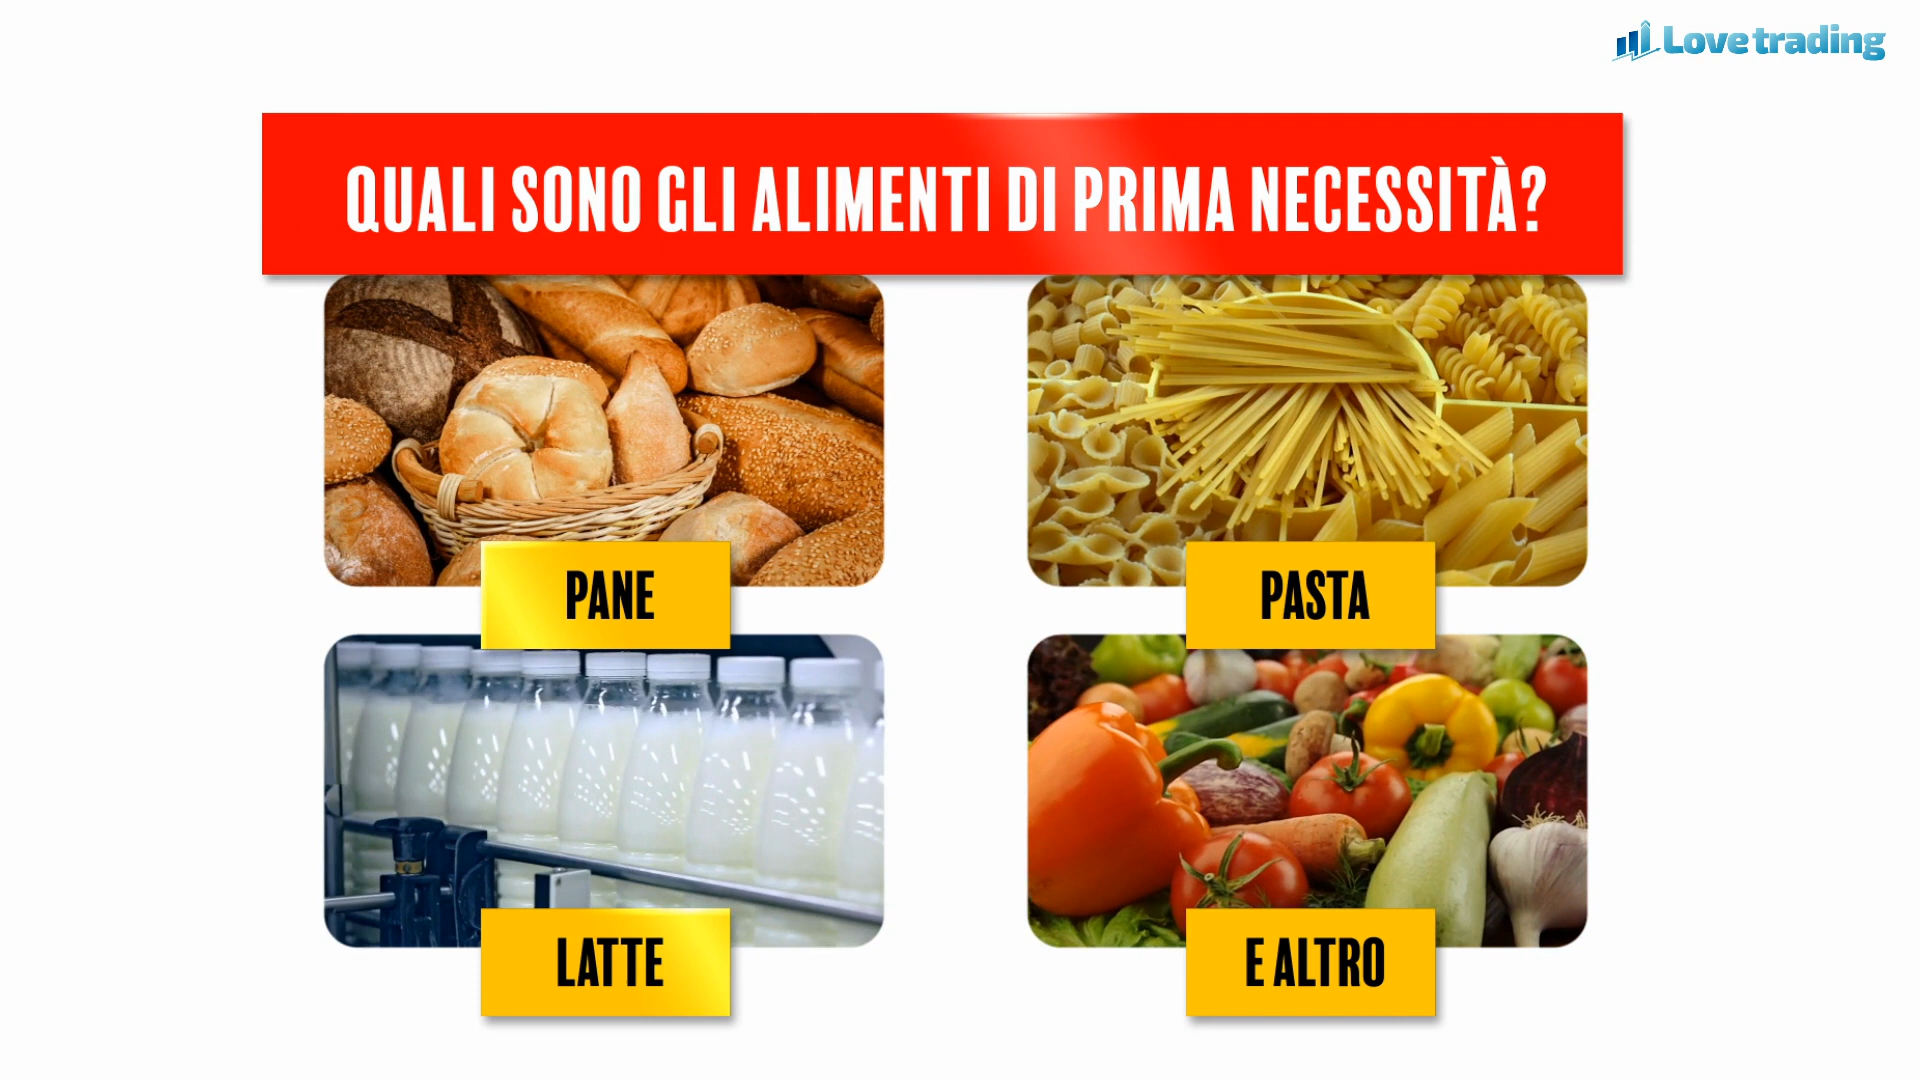 Lovetrading
QUALI SONO GLI ALIMENTI DI PRIMA NECESSITÀ?
PANE
PASTA
LATTE
E ALTRO